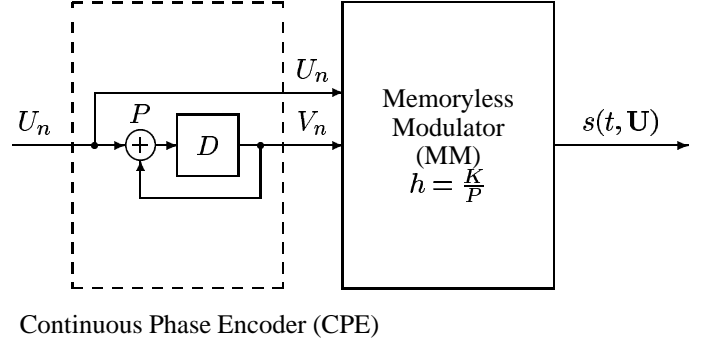 U_n
P
+
D
U_n
V_n
Memoryless
Modulator
(MM)
h = K/P
s(t, U)
Continuous Phase Encoder (CPE)